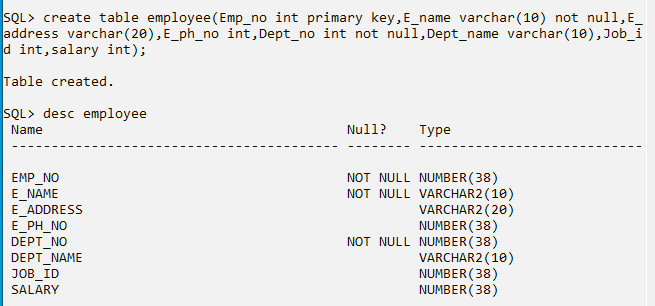 SQL> create table employee(Emp_no int primary key,E_name varchar(10) not null,E_
address varchar(20),E_ph_no int,Dept_no int not null,Dept_name varchar(10),Job_i
d int,salary int);
Table created.
SQL> desc employee
Name Null? Type
----------------------------------------- -------- ----------------------------
EMP_NO NOT NULL NUMBER(38)
E_NAME NOT NULL VARCHAR2(10)
E_ADDRESS VARCHAR2(20)
E_PH_NO NUMBER(38)
DEPT_NO NOT NULL NUMBER(38)
DEPT_NAME VARCHAR2(10)
JOB_ID NUMBER(38)
SALARY NUMBER(38)